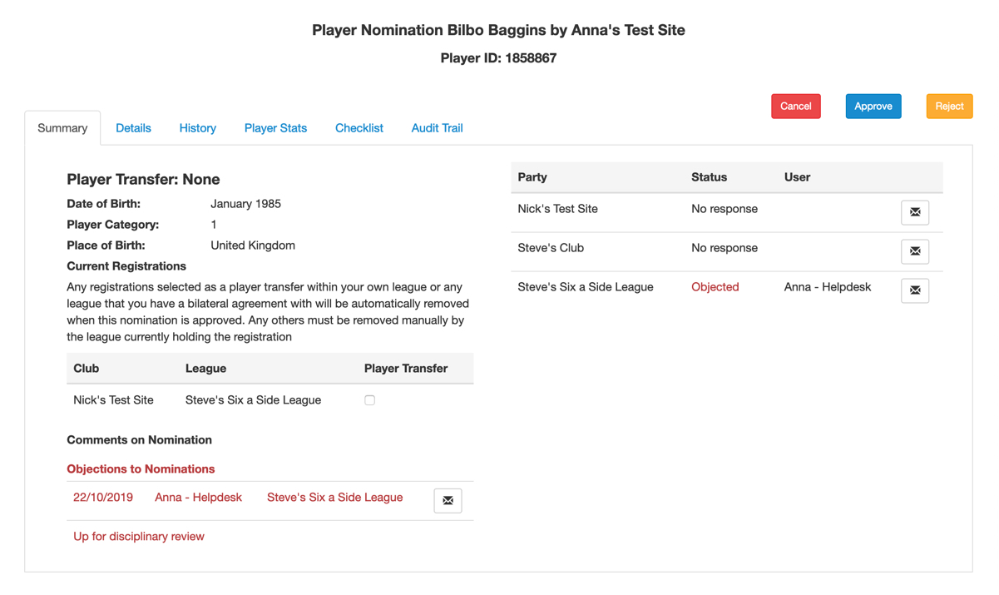 Player Nomination Bilbo Baggins by Anna's Test Site
Player ID: 1858867
Cancel Approve Reject
Summary Details History Player Stats Checklist Audit Trail
Player Transfer: None
Date of Birth: January 1985
Player Category: 1
Place of Birth: United Kingdom
Current Registrations
Any registrations selected as a player transfer within your own league or any
league that you have a bilateral agreement with will be automatically removed
when this nomination is approved. Any others must be removed manually by
the league currently holding the registration
Club League Player Transfer
Nick's Test Site Steve's Six a Side League
Comments on Nomination
Objections to Nominations
22/10/2019 Anna - Helpdesk Steve's Six a Side League
Up for disciplinary review
Party Status User
Nick's Test Site No response
Steve's Club No response
Steve's Six a Side League Objected Anna - Helpdesk